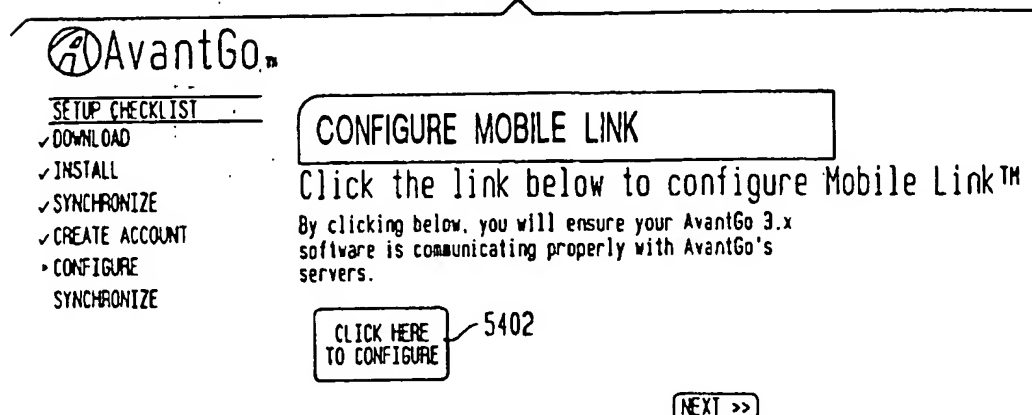 AvantGo™
SETUP CHECKLIST
✓DOWNLOAD
✓INSTALL
✓SYNCHRONIZE
✓CREATE ACCOUNT
▸CONFIGURE
SYNCHRONIZE
CONFIGURE MOBILE LINK
Click the link below to configure Mobile Link™
By clicking below, you will ensure your AvantGo 3.x
software is communicating properly with AvantGo's
servers.
CLICK HERE
TO CONFIGURE
5402
NEXT >>